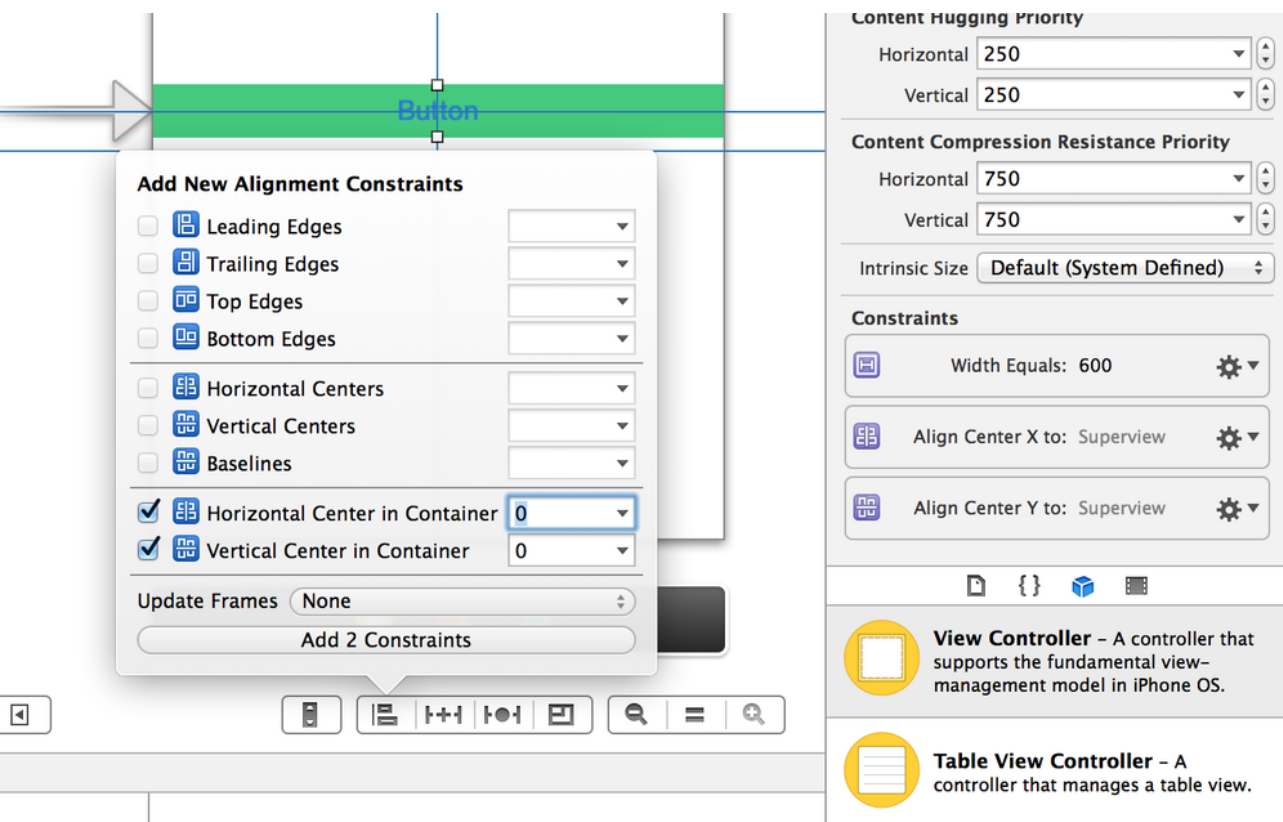 Button
Add New Alignment Constraints
Leading Edges
Trailing Edges
Top Edges
Bottom Edges
Horizontal Centers
Vertical Centers
Baselines
Horizontal Center in Container 0
Vertical Center in Container 0
Update Frames None
Add 2 Constraints
Content Hugging Priority
Horizontal 250
Vertical 250
Content Compression Resistance Priority
Horizontal 750
Vertical 750
Intrinsic Size Default (System Defined)
Constraints
Width Equals: 600
Align Center X to: Superview
Align Center Y to: Superview
{}
View Controller – A controller that
supports the fundamental view–
management model in iPhone OS.
Table View Controller – A
controller that manages a table view.